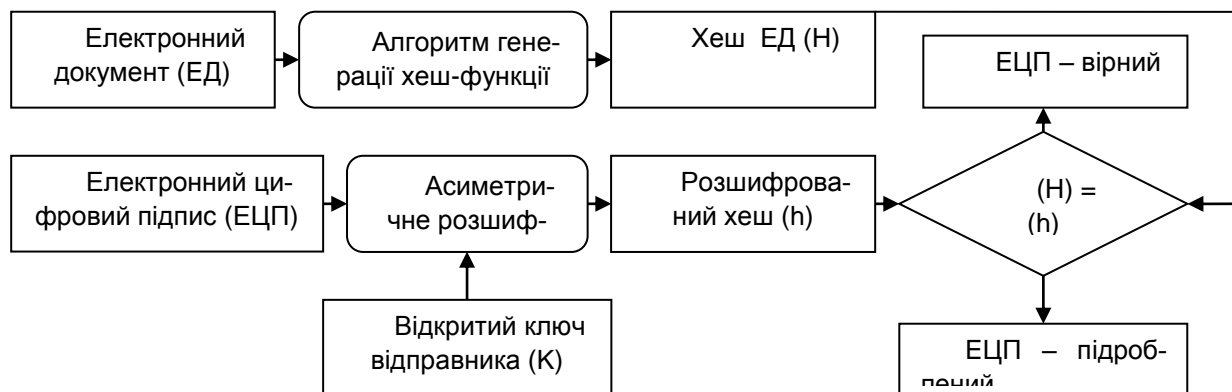 Електронний
документ (ЕД)
Алгоритм гене-
рації хеш-функції
Хеш ЕД (H)
ЕЦП – вірний
Електронний ци-
фровий підпис (ЕЦП)
Асиметри-
чне розшиф-
Розшифрова-
ний хеш (h)
(H) =
(h)
Відкритий ключ
відправника (K)
ЕЦП – підроб-
лений